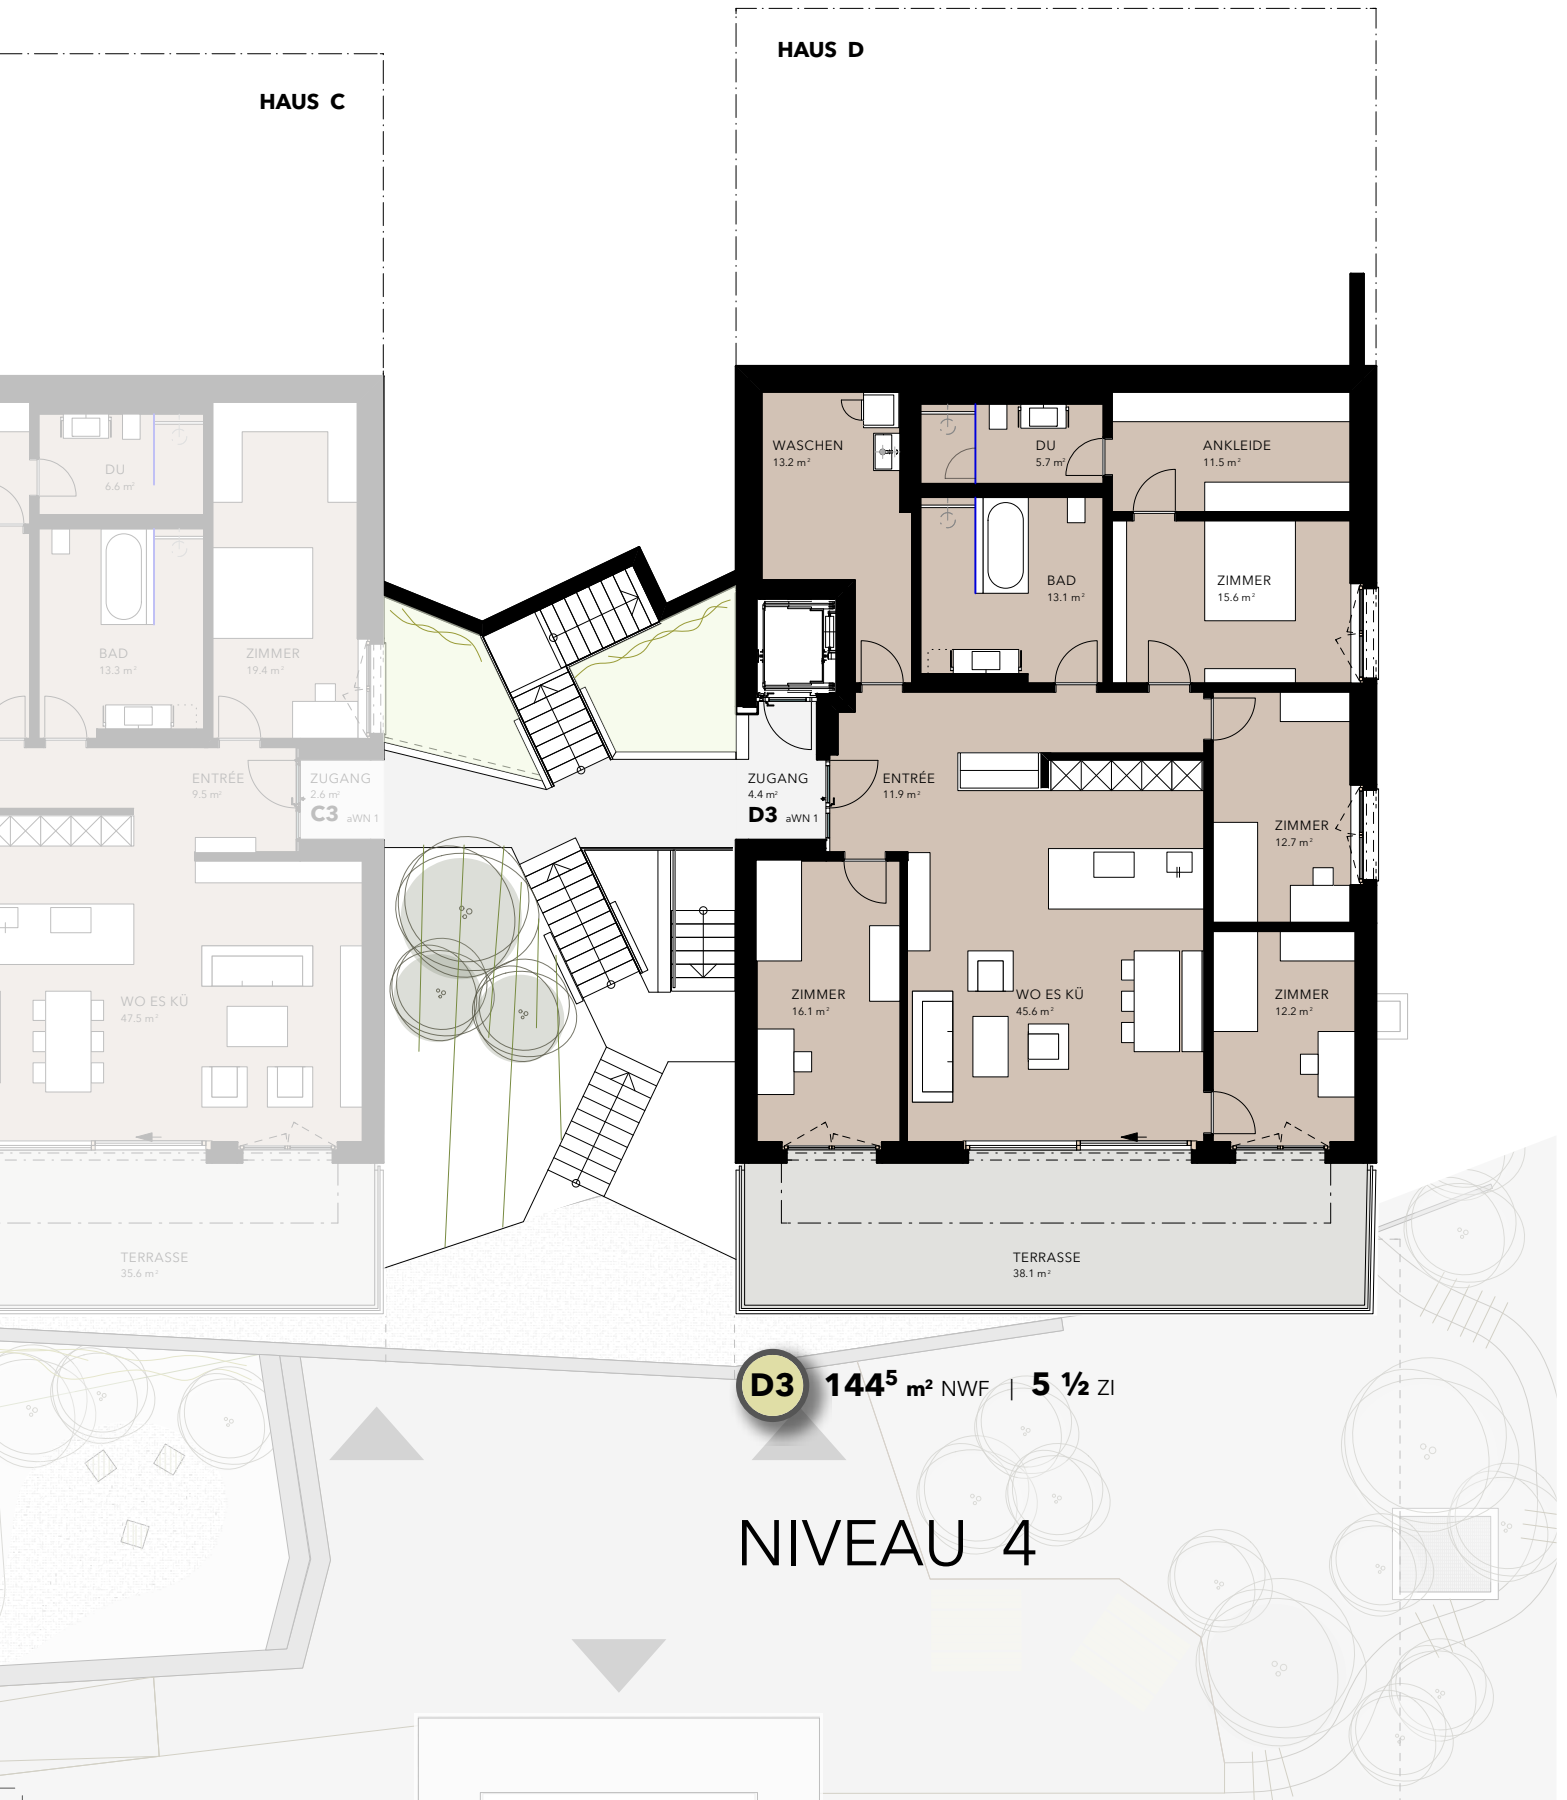 HAUS D
HAUS C
WASCHEN
13.2 m²
DU
5.7 m²
ANKLEIDE
11.5 m²
DU
6.6 m²
BAD
13.1 m²
ZIMMER
15.6 m²
BAD
13.3 m²
ZIMMER
19.4 m²
ENTRÉE
9.5 m²
ZUGANG
2.6 m²
C3 aWN 1
ZUGANG
4.4 m²
D3 aWN 1
ENTRÉE
11.9 m²
ZIMMER
12.7 m²
WO ES KÜ
47.5 m²
ZIMMER
16.1 m²
WO ES KÜ
45.6 m²
ZIMMER
12.2 m²
TERRASSE
35.6 m²
TERRASSE
38.1 m²
D3 144⁵ m² NWF | 5 ½ ZI
NIVEAU 4